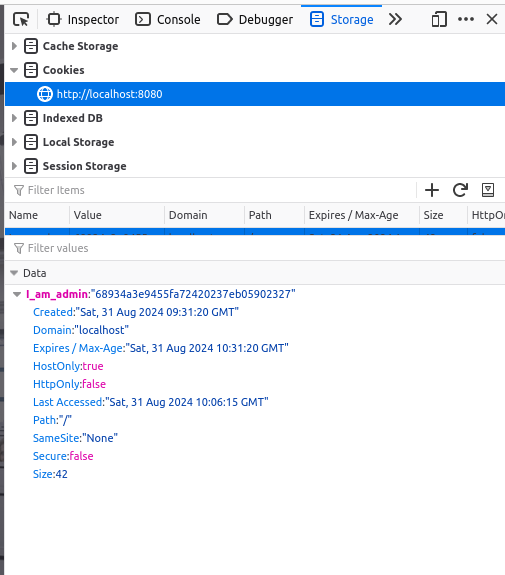 Inspector Console Debugger Storage
Cache Storage
Cookies
http://localhost:8080
Indexed DB
Local Storage
Session Storage
Filter Items
Name Value Domain Path Expires / Max-Age Size HttpOn
Filter values
Data
I_am_admin:"68934a3e9455fa72420237eb05902327"
Created:"Sat, 31 Aug 2024 09:31:20 GMT"
Domain:"localhost"
Expires / Max-Age:"Sat, 31 Aug 2024 10:31:20 GMT"
HostOnly:true
HttpOnly:false
Last Accessed:"Sat, 31 Aug 2024 10:06:15 GMT"
Path:"/"
SameSite:"None"
Secure:false
Size:42